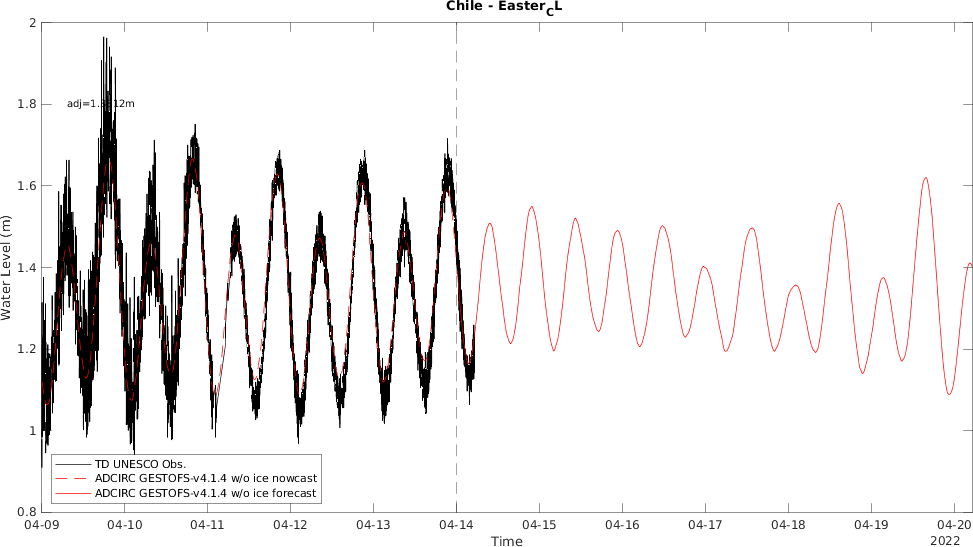 Chile - Easter_CL
2
1.8
1.6
1.4
1.2
1
0.8
Water Level (m)
TD UNESCO Obs.
ADCIRC GESTOFS-v4.1.4 w/o ice nowcast
ADCIRC GESTOFS-v4.1.4 w/o ice forecast
04-09 04-10 04-11 04-12 04-13 04-14 04-15 04-16 04-17 04-18 04-19 04-20
Time
2022